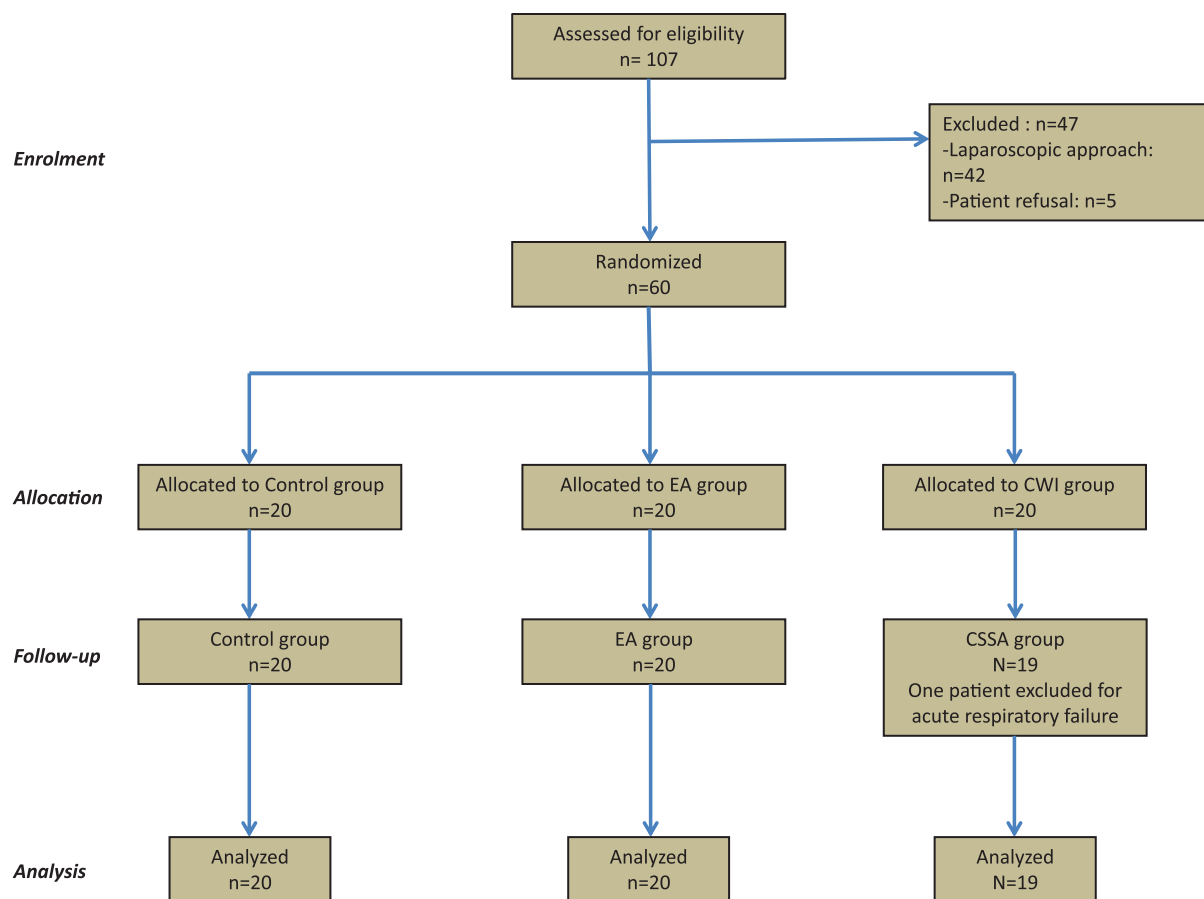 Assessed for eligibility
n= 107
Enrolment
Excluded : n=47
-Laparoscopic approach:
n=42
-Patient refusal: n=5
Randomized
n=60
Allocation
Allocated to Control group
n=20
Allocated to EA group
n=20
Allocated to CWI group
n=20
Follow-up
Control group
n=20
EA group
n=20
CSSA group
N=19
One patient excluded for
acute respiratory failure
Analysis
Analyzed
n=20
Analyzed
n=20
Analyzed
N=19